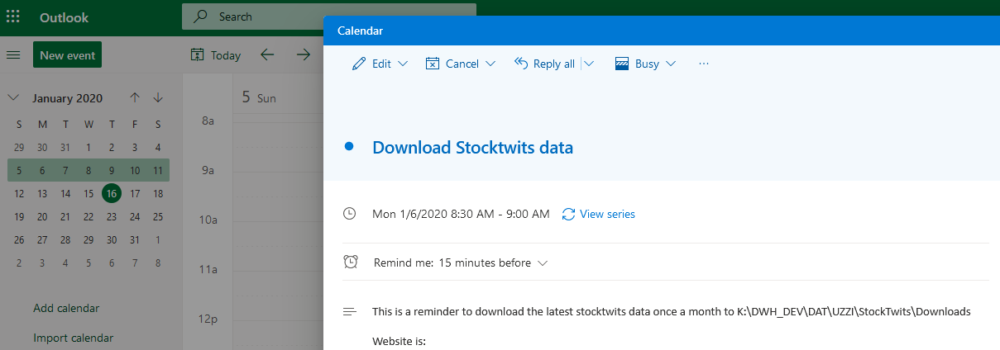 Outlook
Search
Calendar
New event
Today
Edit
Cancel
Reply all
Busy
...
January 2020
S M T W T F S
29 30 31 1 2 3 4
5 6 7 8 9 10 11
12 13 14 15 16 17 18
19 20 21 22 23 24 25
26 27 28 29 30 31 1
2 3 4 5 6 7 8
Add calendar
Import calendar
5 Sun
8a
9a
10a
11a
12p
Download Stocktwits data
Mon 1/6/2020 8:30 AM - 9:00 AM View series
Remind me: 15 minutes before
This is a reminder to download the latest stocktwits data once a month to K:\DWH_DEV\DAT\UZZI\StockTwits\Downloads
Website is: